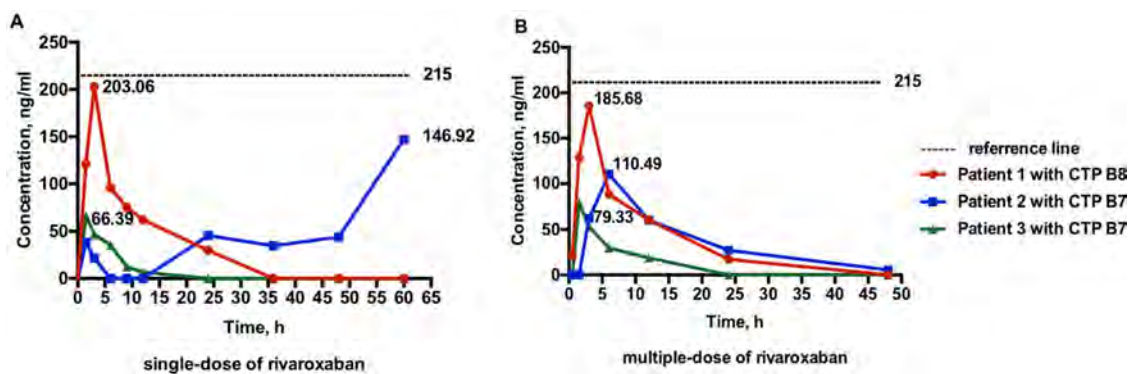 A
250
200
150
100
50
0
Concentration, ng/ml
203.06
66.39
215
146.92
0 5 10 15 20 25 30 35 40 45 50 55 60 65
Time, h
single-dose of rivaroxaban
B
250
200
150
100
50
0
Concentration, ng/ml
185.68
110.49
79.33
215
0 5 10 15 20 25 30 35 40 45 50
Time, h
multiple-dose of rivaroxaban
referrence line
Patient 1 with CTP B8
Patient 2 with CTP B7
Patient 3 with CTP B7